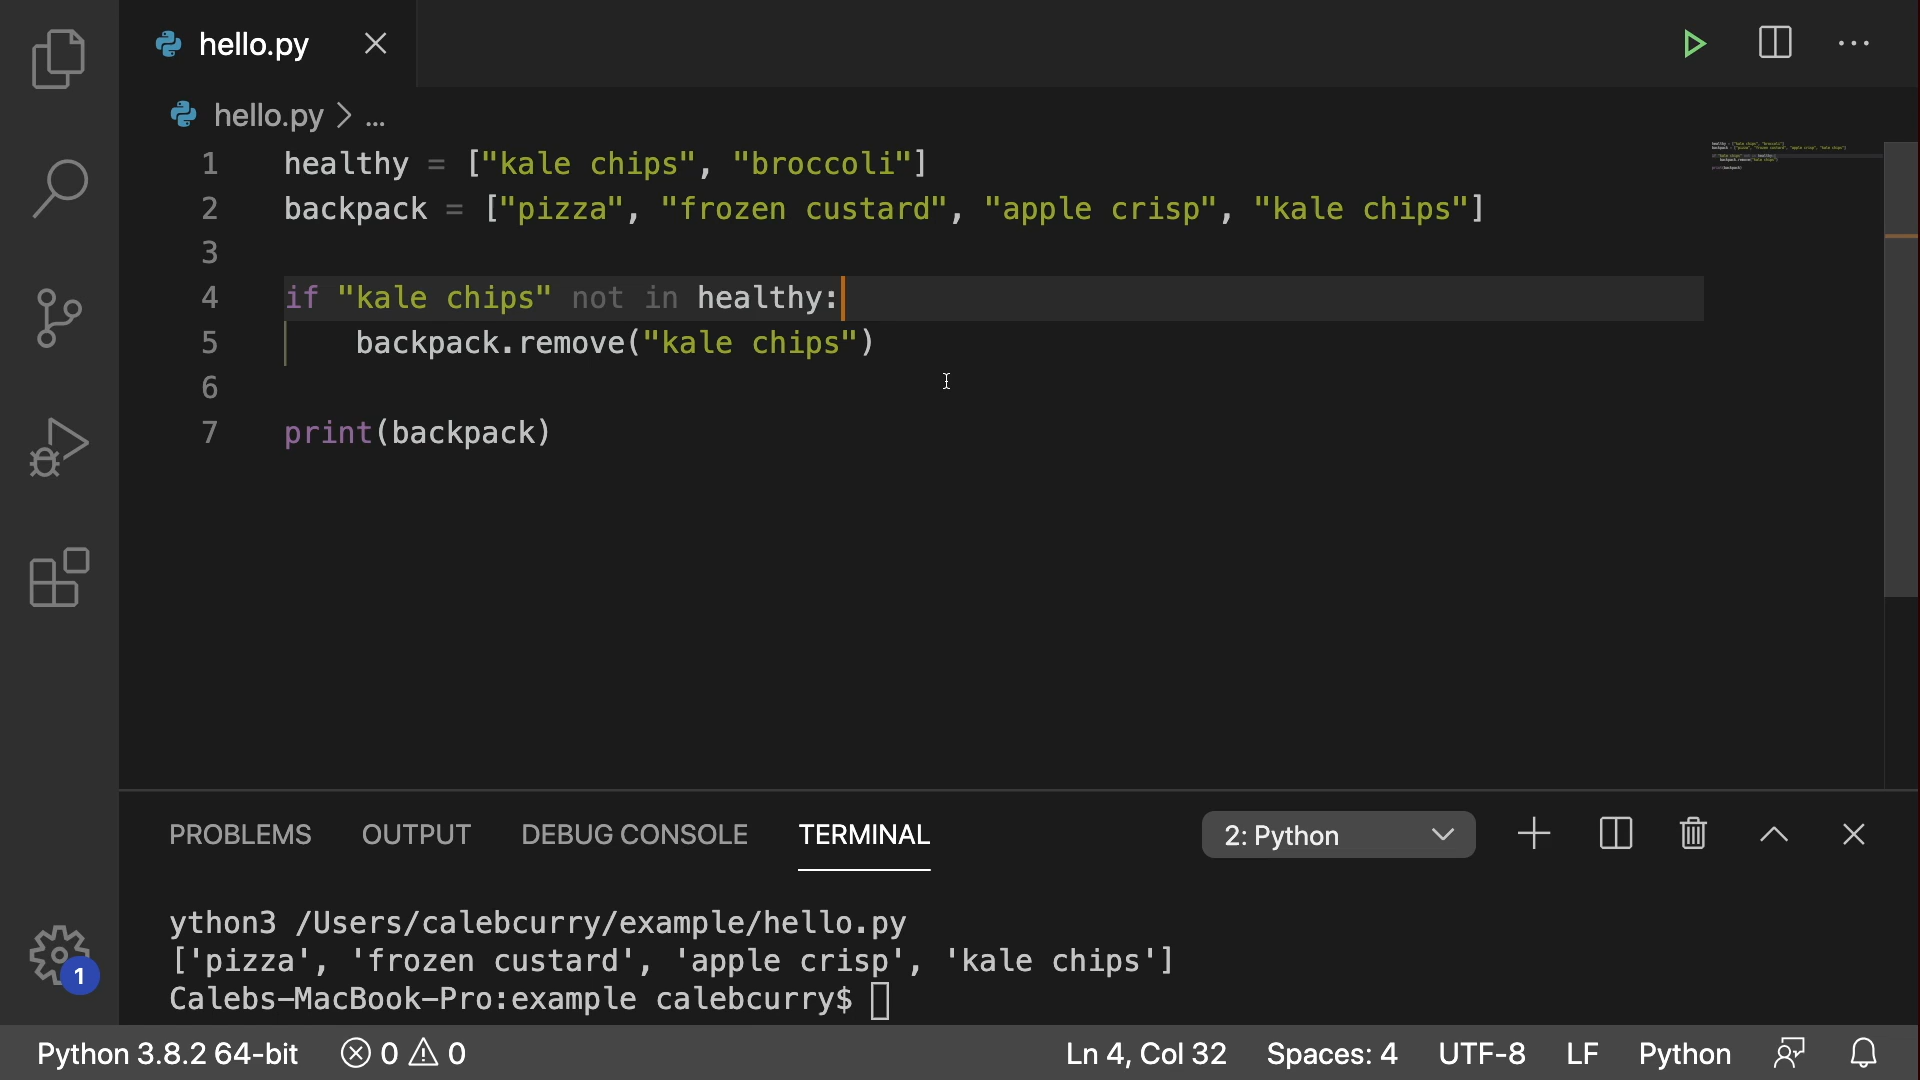 hello.py
hello.py > ...
1 healthy = ["kale chips", "broccoli"]
2 backpack = ["pizza", "frozen custard", "apple crisp", "kale chips"]
3
4 if "kale chips" not in healthy:
5     backpack.remove("kale chips")
6
7 print(backpack)
PROBLEMS OUTPUT DEBUG CONSOLE TERMINAL 2: Python
ython3 /Users/calebcurry/example/hello.py
['pizza', 'frozen custard', 'apple crisp', 'kale chips']
Calebs-MacBook-Pro:example calebcurry$
1
Python 3.8.2 64-bit 0 0 Ln 4, Col 32 Spaces: 4 UTF-8 LF Python